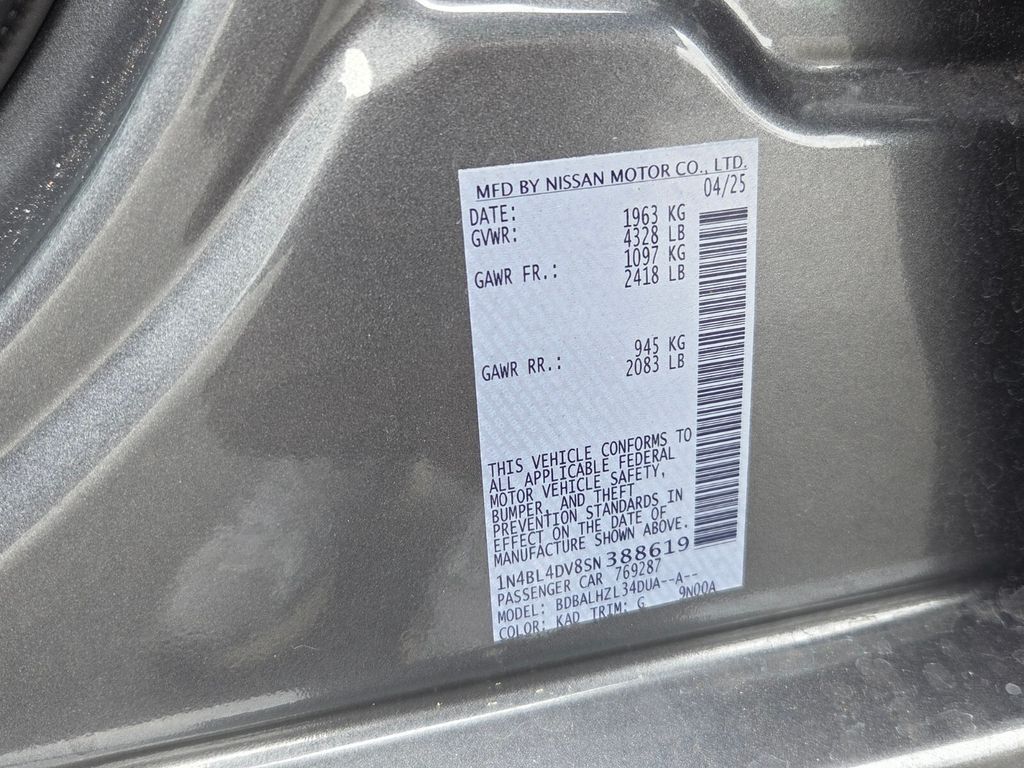 MFD BY NISSAN MOTOR CO., LTD.
DATE: 04/25
GVWR: 1963 KG
4328 LB
GAWR FR.: 1097 KG
2418 LB
GAWR RR.: 945 KG
2083 LB
THIS VEHICLE CONFORMS TO
ALL APPLICABLE FEDERAL
MOTOR VEHICLE SAFETY,
BUMPER, AND THEFT
PREVENTION STANDARDS IN
EFFECT ON THE DATE OF
MANUFACTURE SHOWN ABOVE.
1N4BL4DV8SN388619
PASSENGER CAR 769287
MODEL: BDBALHZL34DUA--A--
COLOR: KAD TRIM: G 9N00A